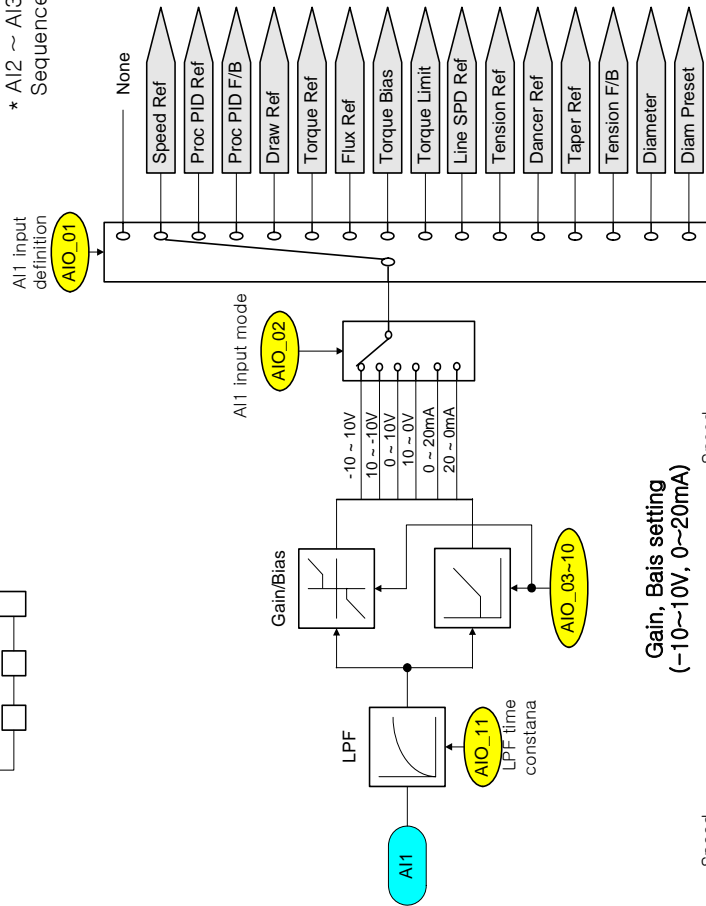 * AI2 ~ AI3
Sequence
AI1 input
definition
AIO_01
None
Speed Ref
Proc PID Ref
Proc PID F/B
Draw Ref
Torque Ref
Flux Ref
Torque Bias
Torque Limit
Line SPD Ref
Tension Ref
Dancer Ref
Taper Ref
Tension F/B
Diameter
Diam Preset
AI1 input mode
AIO_02
-10 ~ 10V
10 ~ -10V
0 ~ 10V
10 ~ 0V
0 ~ 20mA
20 ~ 0mA
Gain/Bias
AIO_03~10
LPF
AIO_11
LPF time
constana
AI1
Gain, Bais setting
(-10~10V, 0~20mA)
Speed
Speed